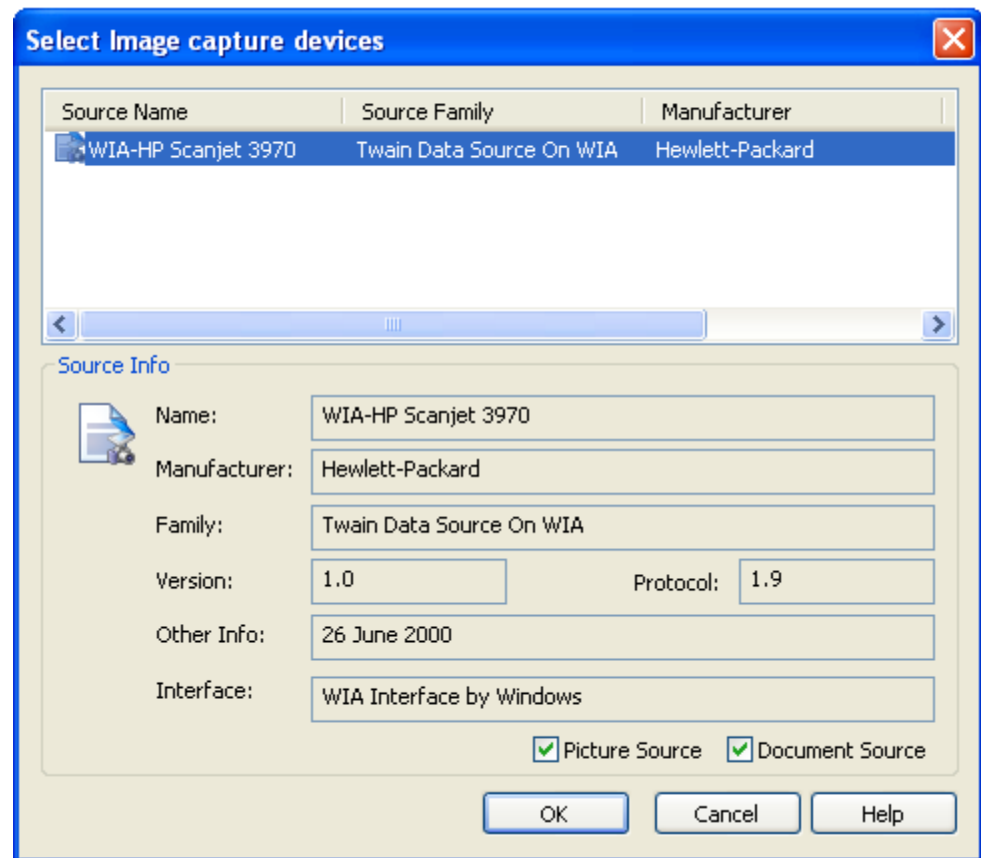 Select Image capture devices
Source Name Source Family Manufacturer
WIA-HP Scanjet 3970 Twain Data Source On WIA Hewlett-Packard
Source Info
Name: WIA-HP Scanjet 3970
Manufacturer: Hewlett-Packard
Family: Twain Data Source On WIA
Version: 1.0 Protocol: 1.9
Other Info: 26 June 2000
Interface: WIA Interface by Windows
Picture Source Document Source
OK Cancel Help